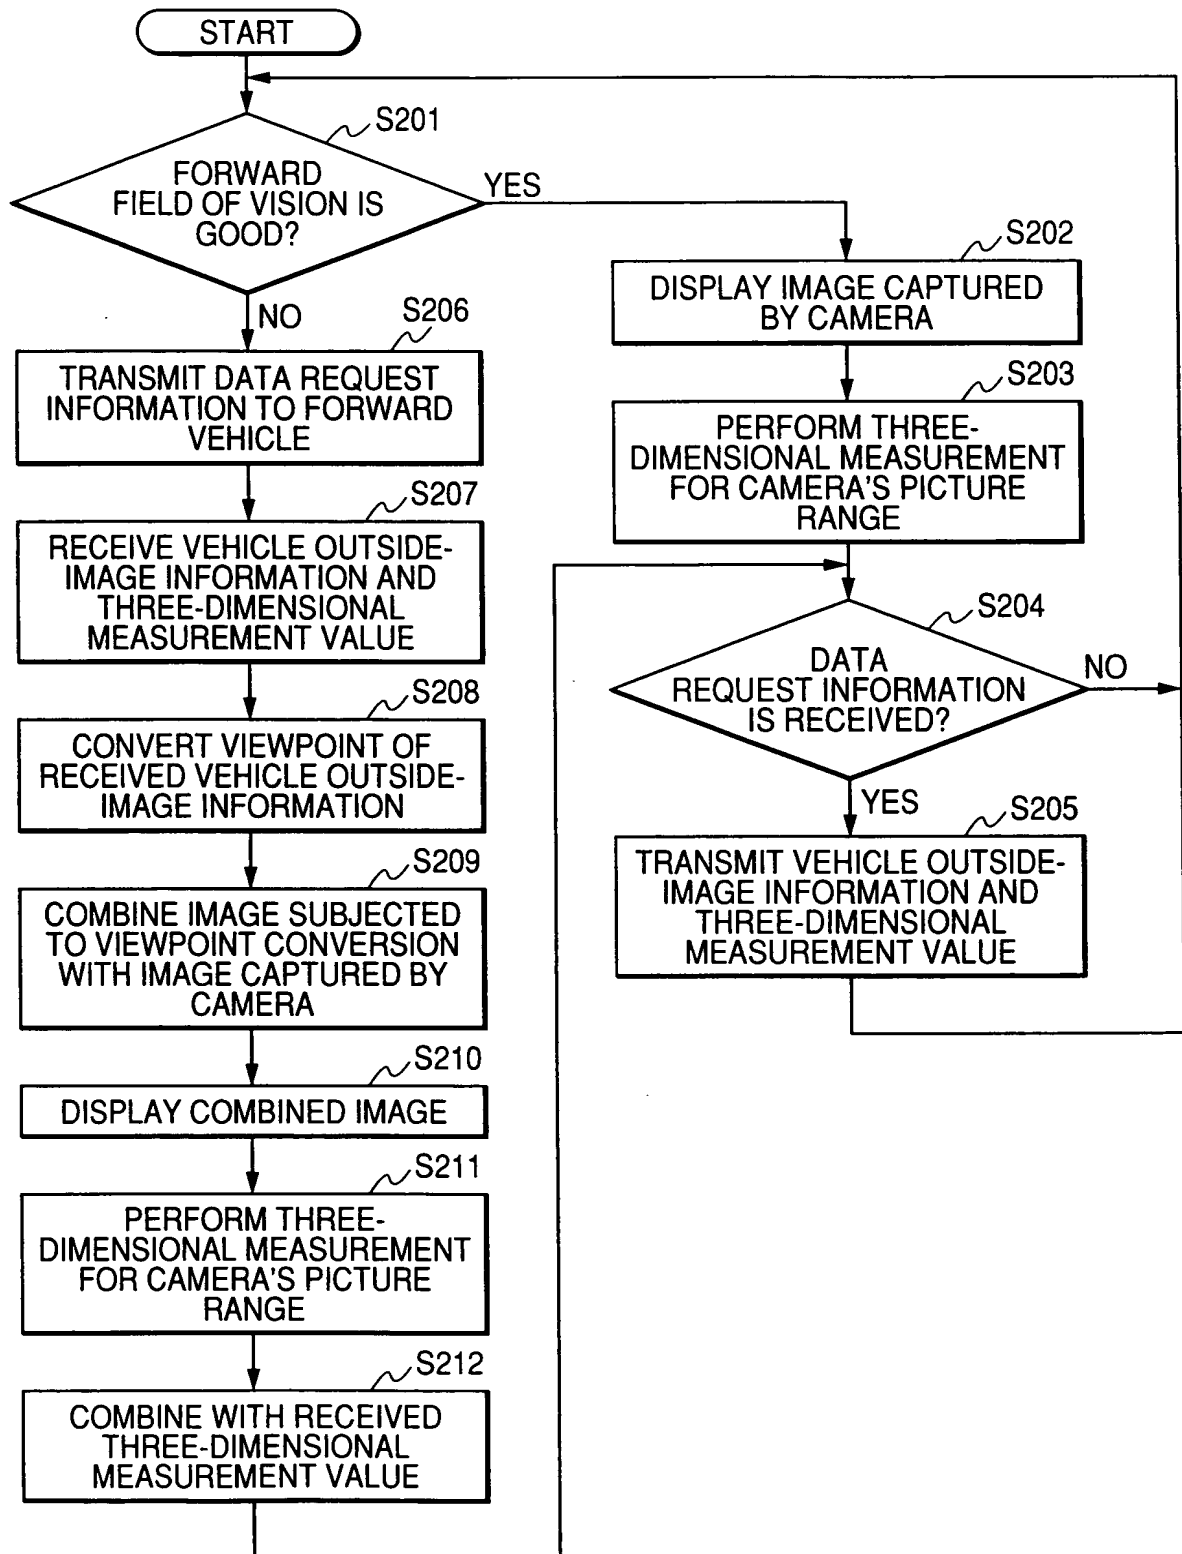 START
S201
FORWARD
FIELD OF VISION IS
GOOD?
YES
NO
S202
DISPLAY IMAGE CAPTURED
BY CAMERA
S203
PERFORM THREE-
DIMENSIONAL MEASUREMENT
FOR CAMERA'S PICTURE
RANGE
S204
DATA
REQUEST INFORMATION
IS RECEIVED?
NO
YES
S205
TRANSMIT VEHICLE OUTSIDE-
IMAGE INFORMATION AND
THREE-DIMENSIONAL
MEASUREMENT VALUE
S206
TRANSMIT DATA REQUEST
INFORMATION TO FORWARD
VEHICLE
S207
RECEIVE VEHICLE OUTSIDE-
IMAGE INFORMATION AND
THREE-DIMENSIONAL
MEASUREMENT VALUE
S208
CONVERT VIEWPOINT OF
RECEIVED VEHICLE OUTSIDE-
IMAGE INFORMATION
S209
COMBINE IMAGE SUBJECTED
TO VIEWPOINT CONVERSION
WITH IMAGE CAPTURED BY
CAMERA
S210
DISPLAY COMBINED IMAGE
S211
PERFORM THREE-
DIMENSIONAL MEASUREMENT
FOR CAMERA'S PICTURE
RANGE
S212
COMBINE WITH RECEIVED
THREE-DIMENSIONAL
MEASUREMENT VALUE